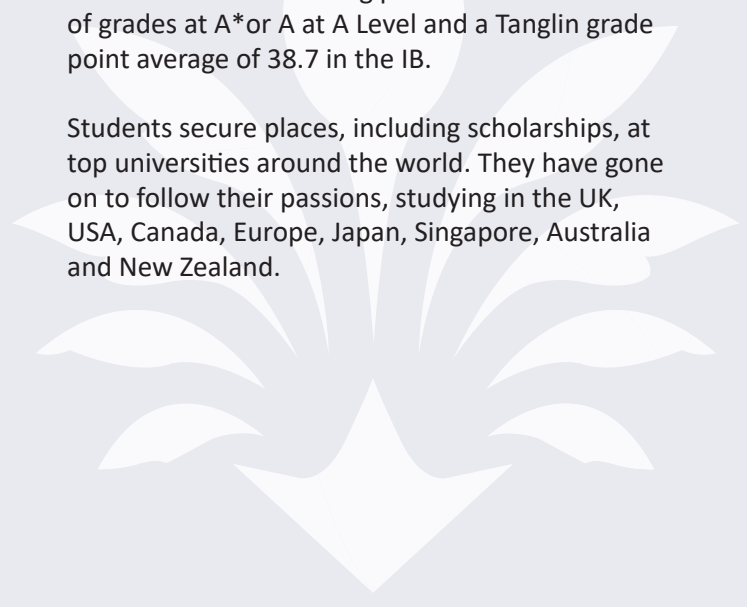 of grades at A*or A at A Level and a Tanglin grade
point average of 38.7 in the IB.
Students secure places, including scholarships, at
top universities around the world. They have gone
on to follow their passions, studying in the UK,
USA, Canada, Europe, Japan, Singapore, Australia
and New Zealand.